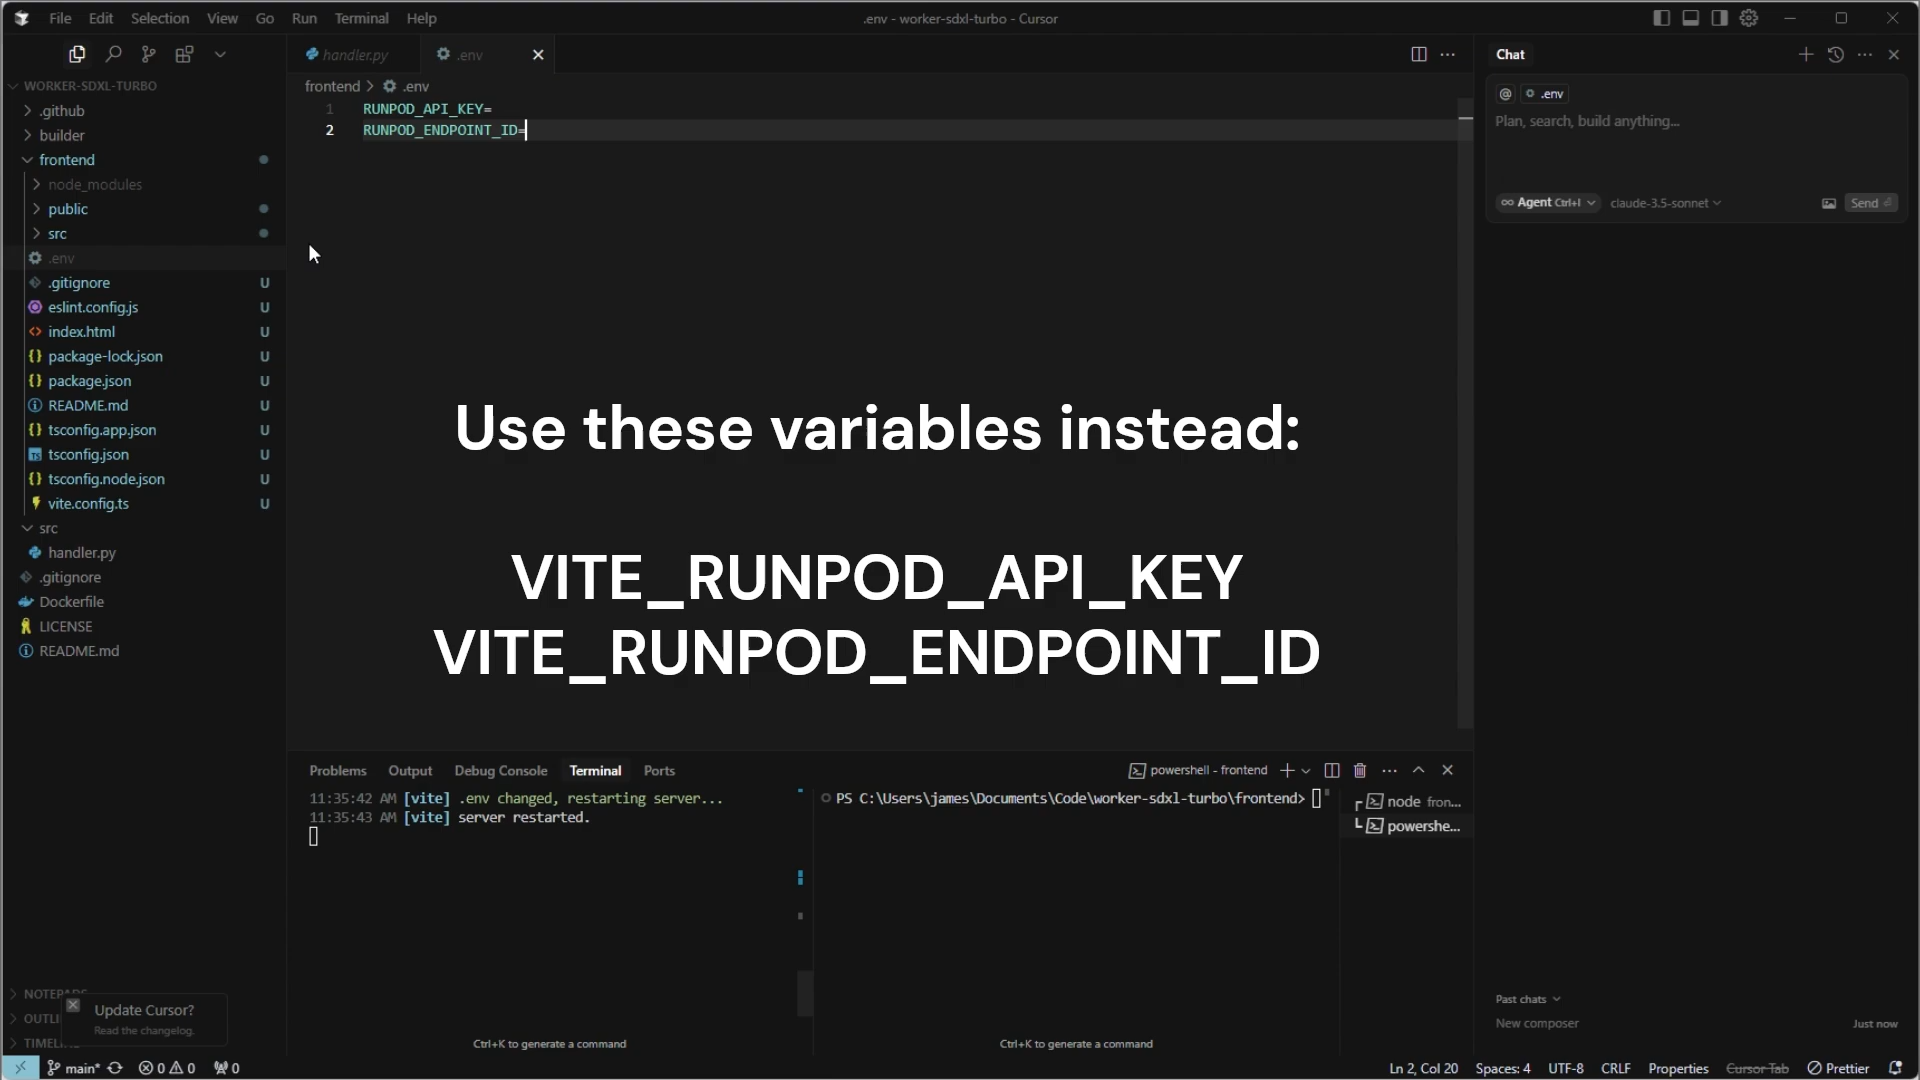 File Edit Selection View Go Run Terminal Help
.env - worker-sdxl-turbo - Cursor
WORKER-SDXL-TURBO
.github
builder
frontend
node_modules
public
src
.env
.gitignore U
eslint.config.js U
index.html U
package-lock.json U
package.json U
README.md U
tsconfig.app.json U
tsconfig.json U
tsconfig.node.json U
vite.config.ts U
src
handler.py
.gitignore
Dockerfile
LICENSE
README.md
OUTLI
Update Cursor?
Read the changelog.
handler.py
.env
frontend > .env
1 RUNPOD_API_KEY=
2 RUNPOD_ENDPOINT_ID=
Use these variables instead:
VITE_RUNPOD_API_KEY
VITE_RUNPOD_ENDPOINT_ID
Problems Output Debug Console Terminal Ports
powershell - frontend
11:35:42 AM [vite] .env changed, restarting server...
11:35:43 AM [vite] server restarted.
PS C:\Users\james\Documents\Code\worker-sdxl-turbo\frontend>
node fron...
powershe...
Ctrl+K to generate a command
Ctrl+K to generate a command
Chat
@ .env
Plan, search, build anything...
∞ Agent Ctrl+I
claude-3.5-sonnet
Send
Past chats
New composer Just now
main* 0 0 0
Ln 2, Col 20 Spaces: 4 UTF-8 CRLF Properties Cursor Tab Prettier